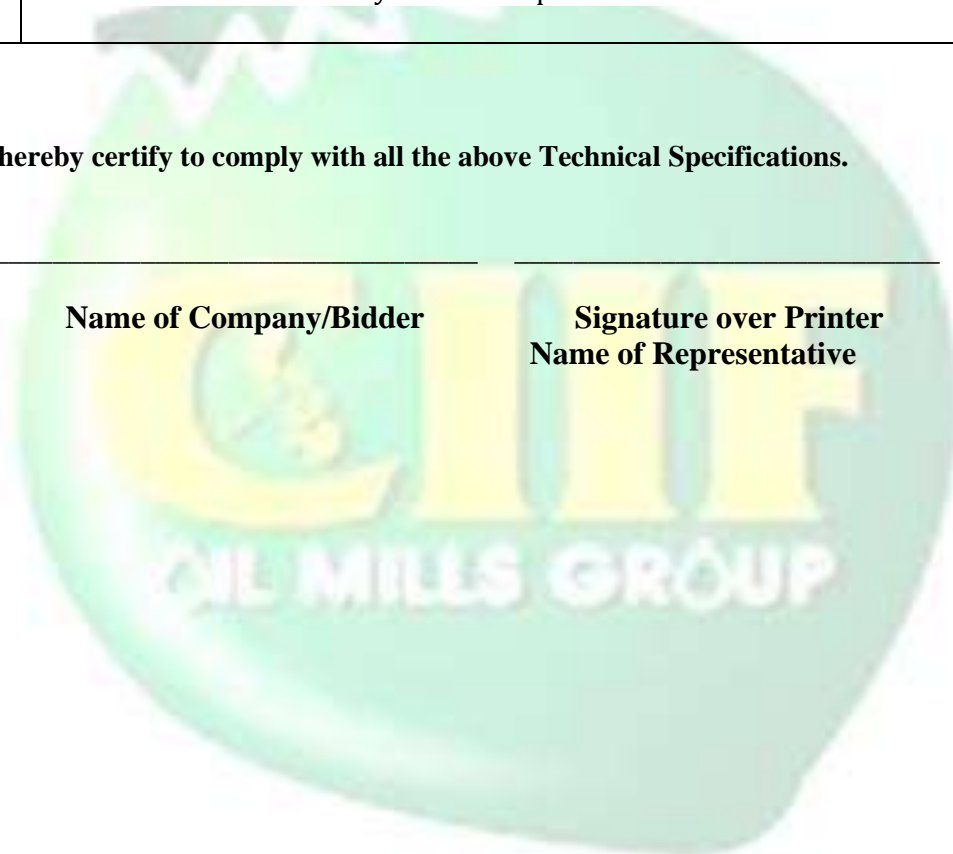 hereby certify to comply with all the above Technical Specifications.
Name of Company/Bidder
Signature over Printer
Name of Representative
CIIF
OIL MILLS GROUP